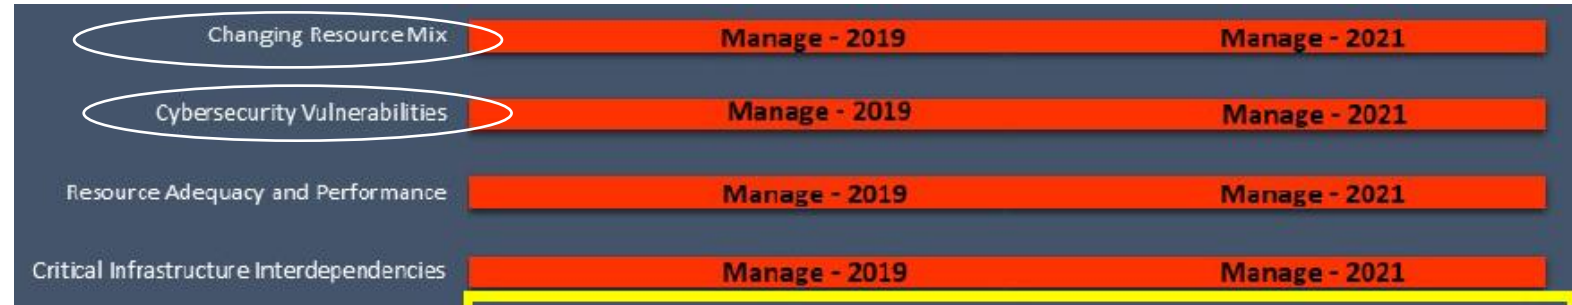 Changing Resource Mix Manage - 2019 Manage - 2021
Cybersecurity Vulnerabilities Manage - 2019 Manage - 2021
Resource Adequacy and Performance Manage - 2019 Manage - 2021
Critical Infrastructure Interdependencies Manage - 2019 Manage - 2021